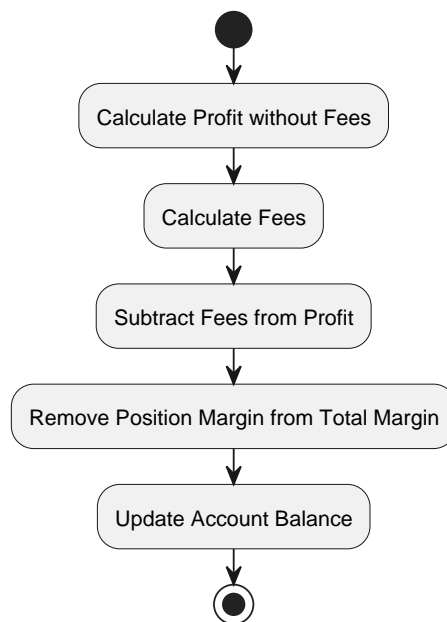 Calculate Profit without Fees
Calculate Fees
Subtract Fees from Profit
Remove Position Margin from Total Margin
Update Account Balance